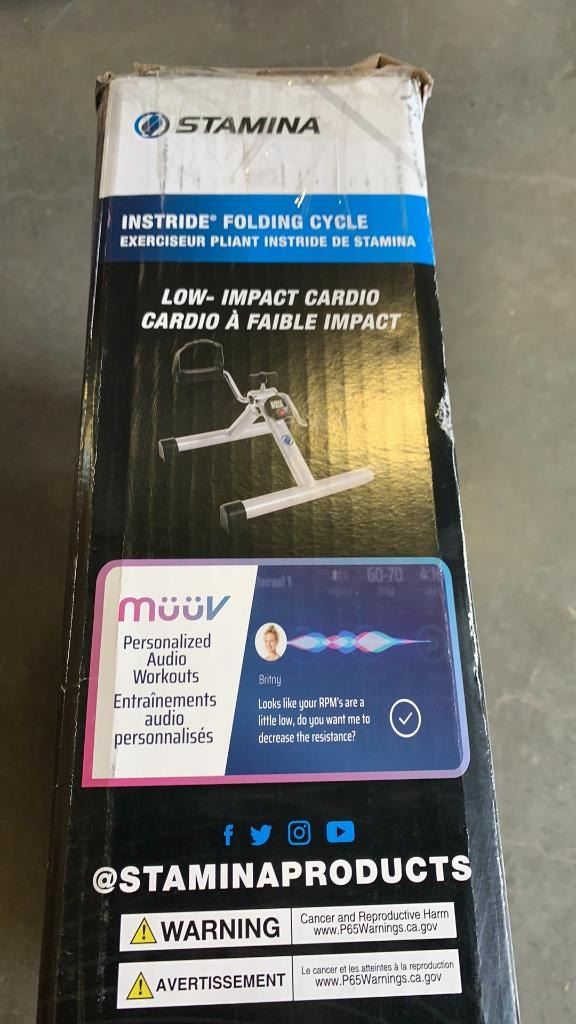 STAMINA
INSTRIDE® FOLDING CYCLE
EXERCISEUR PLIANT INSTRIDE DE STAMINA
LOW- IMPACT CARDIO
CARDIO À FAIBLE IMPACT
müüv
Personalized
Audio
Workouts
Entraînements
audio
personnalisés
60-70
Britny
Looks like your RPM's are a
little low, do you want me to
decrease the resistance?
@STAMINAPRODUCTS
WARNING
Cancer and Reproductive Harm
www.P65Warnings.ca.gov
AVERTISSEMENT
Le cancer et les atteintes à la reproduction
www.P65Warnings.ca.gov